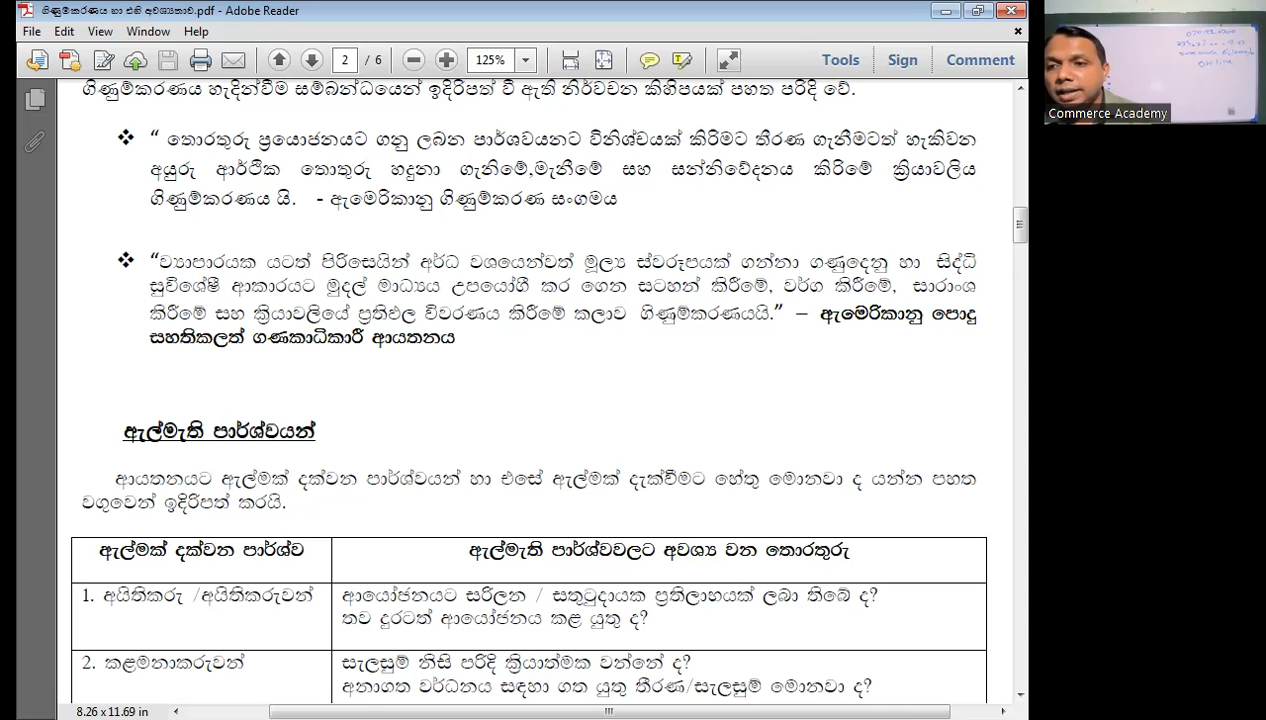 ගිණුම්කරණය හා එහි අවශ්‍යතාව.pdf - Adobe Reader
File Edit View Window Help
2 / 6 125% Tools Sign Comment
ගිණුම්කරණය හැදින්වීම සම්බන්ධයෙන් ඉදිරිපත් වී ඇති නිර්වචන කිහිපයක් පහත පරිදි වේ.
❖ “ තොරතුරු ප්‍රයොජනයට ගනු ලබන පාර්ශවයනට විනිශ්චයක් කිරිමට තීරණ ගැනීමටත් හැකිවන
අයුරු ආර්ථික තොතුරු හදුනා ගැනිමේ,මැනීමේ සහ සන්නිවේදනය කිරිමේ ක්‍රියාවලිය
ගිණුම්කරණය යි. - ඇමෙරිකානු ගිණුම්කරණ සංගමය
❖ “ව්‍යාපාරයක යටත් පිරිසෙයින් අර්ධ වශයෙන්වත් මූල්‍ය ස්වරූපයක් ගන්නා ගණුදෙනු හා සිද්ධි
සුවිශේෂී ආකාරයට මුදල් මාධ්‍යය උපයෝගී කර ගෙන සටහන් කිරීමේ, වර්ග කිරීමේ, සාරාංශ
කිරීමේ සහ ක්‍රියාවලියේ ප්‍රතිඵල විවරණය කිරීමේ කලාව ගිණුම්කරණයයි.” – ඇමෙරිකානු පොදු
සහතිකලත් ගණකාධිකාරී ආයතනය
ඇල්මැති පාර්ශ්වයන්
ආයතනයට ඇල්මක් දක්වන පාර්ශ්වයන් හා එසේ ඇල්මක් දැක්වීමට හේතු මොනවා ද යන්න පහත
වගුවෙන් ඉදිරිපත් කරයි.
ඇල්මක් දක්වන පාර්ශ්ව ඇල්මැති පාර්ශ්වවලට අවශ්‍ය වන තොරතුරු
1. අයිතිකරු /අයිතිකරුවන් ආයෝජනයට සරිලන / සතුටුදායක ප්‍රතිලාභයක් ලබා තිබේ ද?
තව දුරටත් ආයෝජනය කළ යුතු ද?
2. කළමනාකරුවන් සැලසුම් නිසි පරිදි ක්‍රියාත්මක වන්නේ ද?
අනාගත වර්ධනය සඳහා ගත යුතු තීරණ/සැලසුම් මොනවා ද?
8.26 x 11.69 in
Commerce Academy